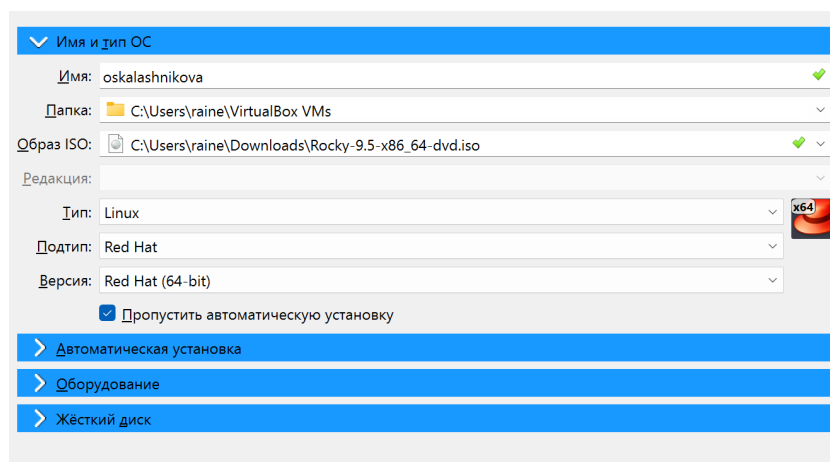 Имя и тип ОС
Имя: oskalashnikova
Папка: C:\Users\raine\VirtualBox VMs
Образ ISO: C:\Users\raine\Downloads\Rocky-9.5-x86_64-dvd.iso
Редакция:
Тип: Linux
x64
Подтип: Red Hat
Версия: Red Hat (64-bit)
Пропустить автоматическую установку
Автоматическая установка
Оборудование
Жёсткий диск